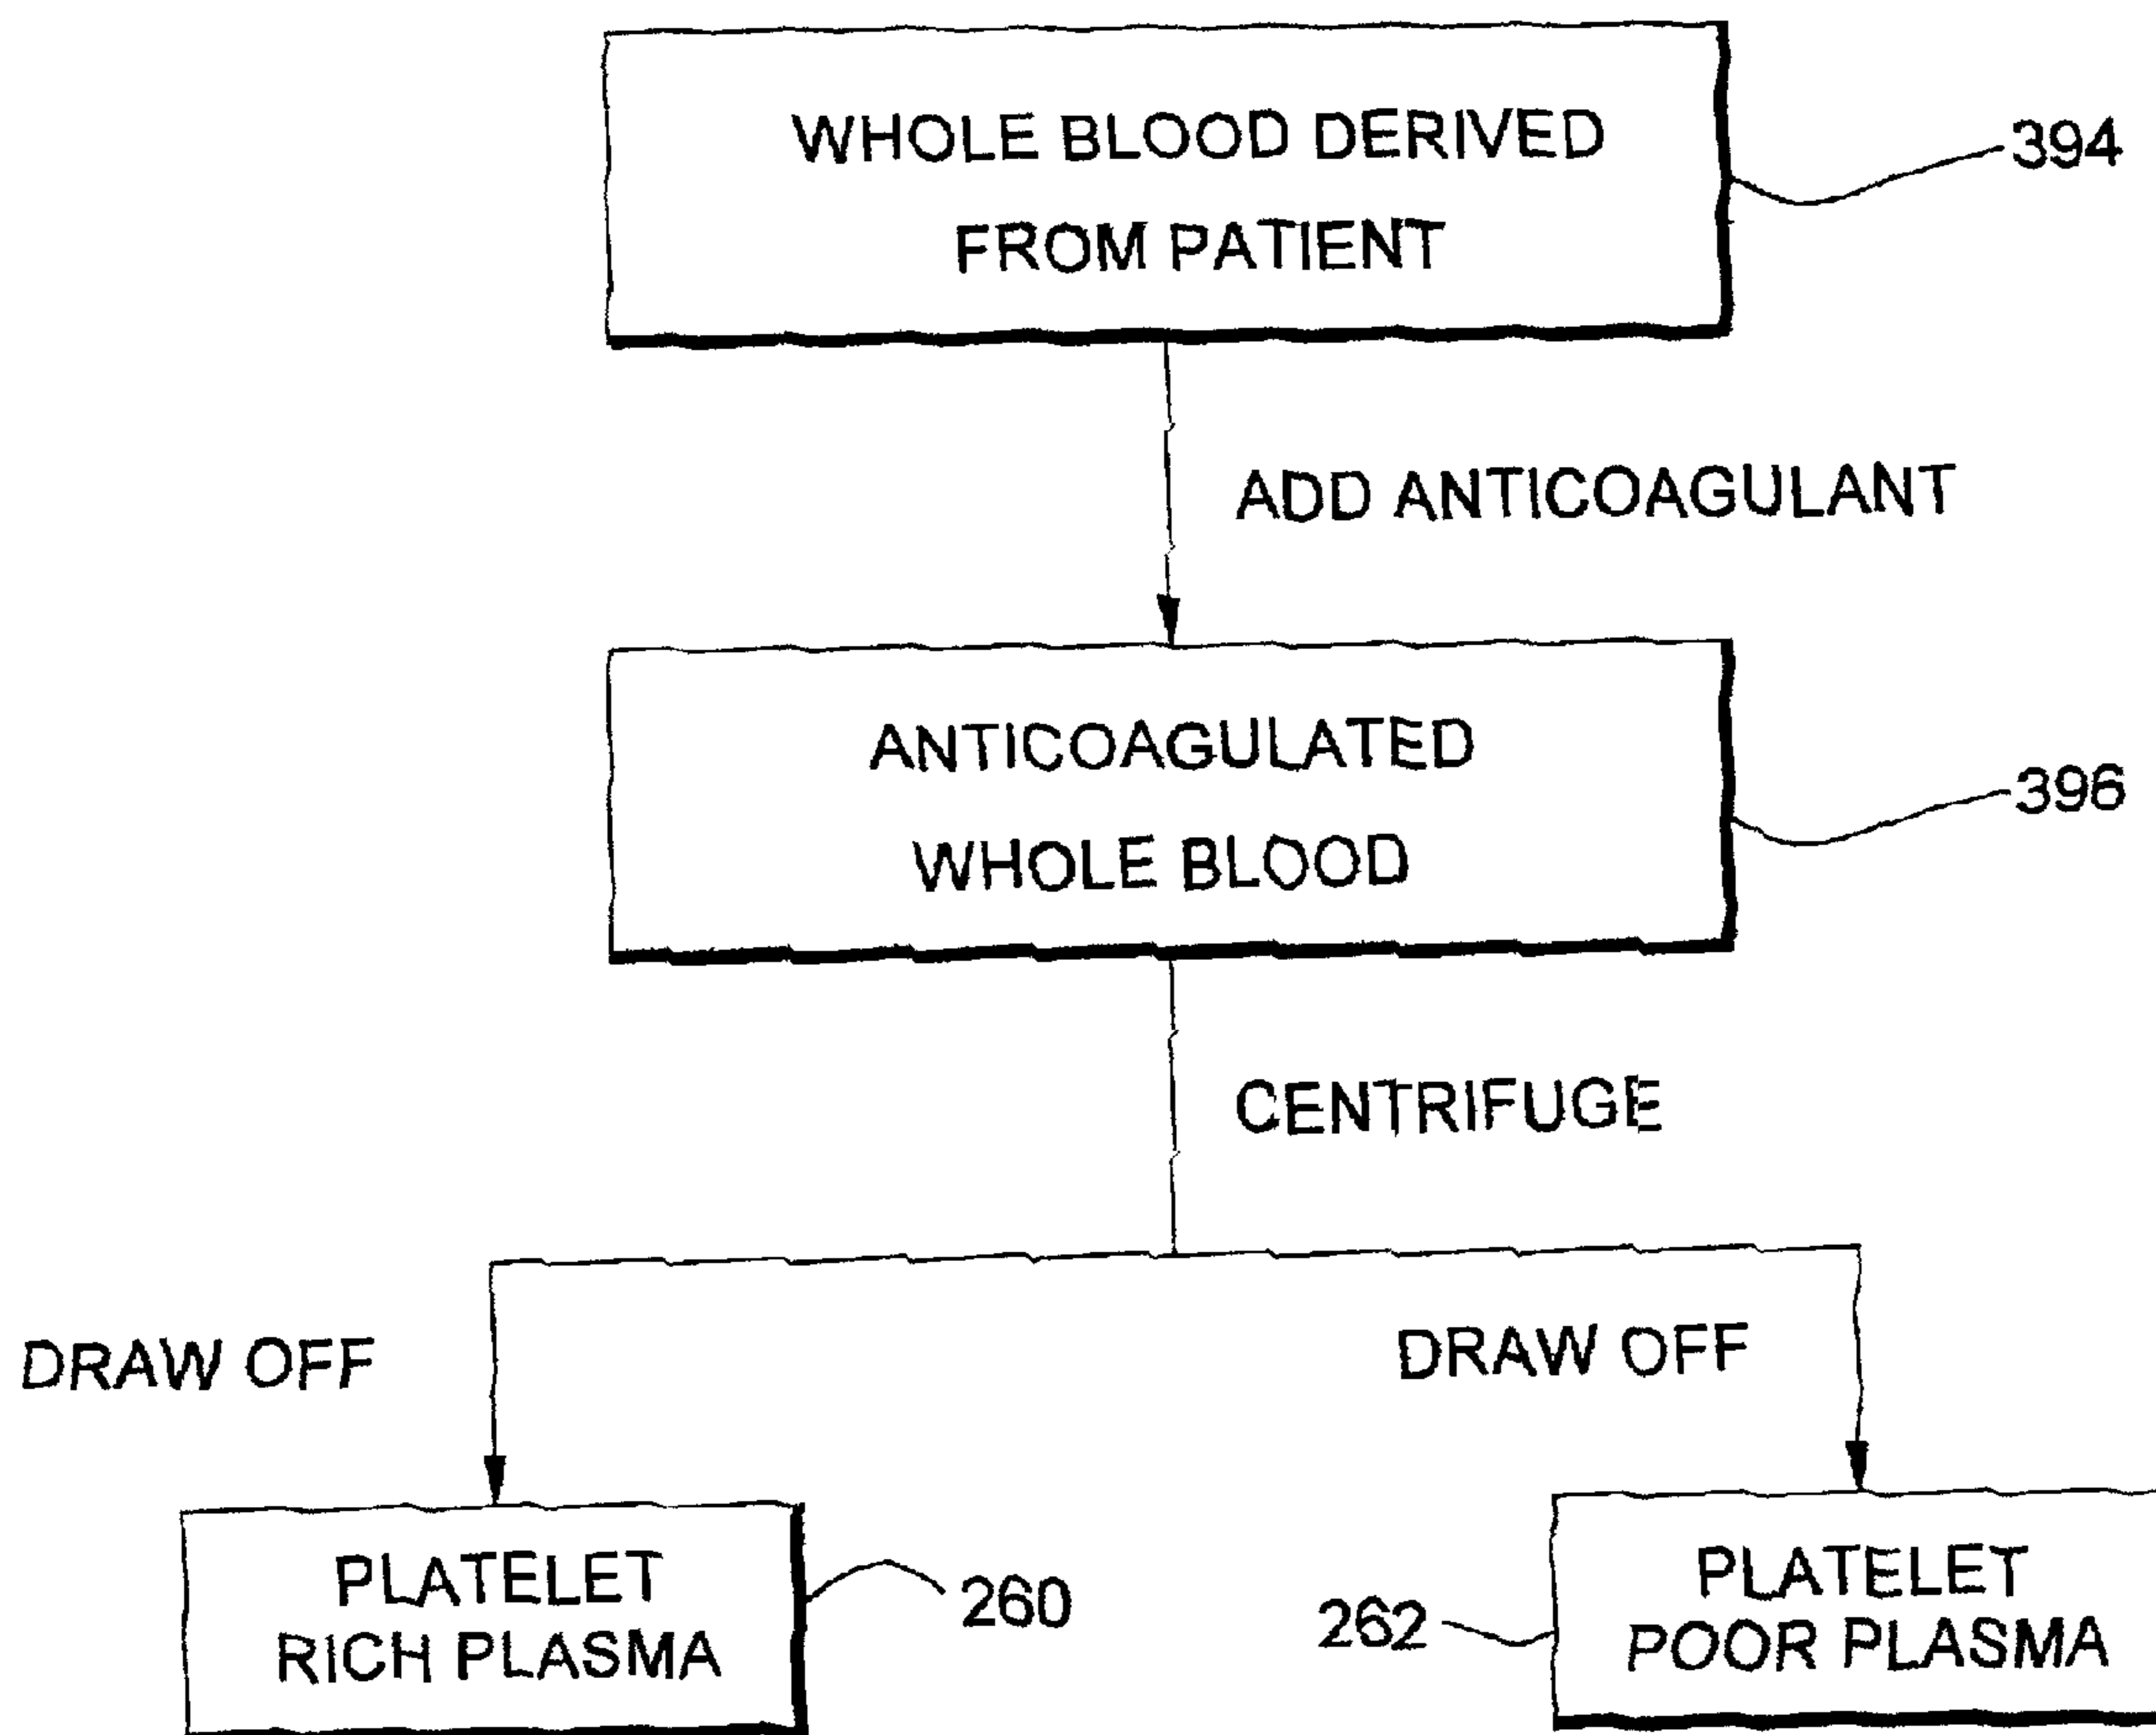 WHOLE BLOOD DERIVED
FROM PATIENT
394
ADD ANTICOAGULANT
ANTICOAGULATED
WHOLE BLOOD
396
CENTRIFUGE
DRAW OFF
DRAW OFF
PLATELET
RICH PLASMA
260
262
PLATELET
POOR PLASMA